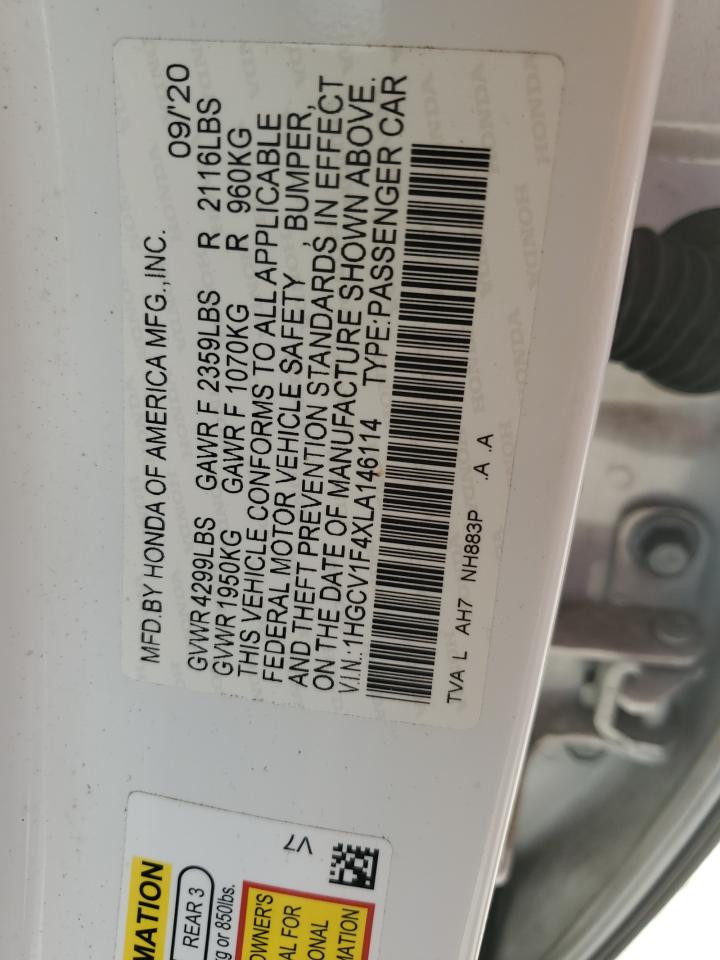 MFD.BY HONDA OF AMERICA MFG.,INC. 09/'20
GVWR 4299LBS GAWR F 2359LBS R 2116LBS
GVWR 1950KG GAWR F 1070KG R 960KG
THIS VEHICLE CONFORMS TO ALL APPLICABLE
FEDERAL MOTOR VEHICLE SAFETY , BUMPER,
AND THEFT PREVENTION STANDARDS IN EFFECT
ON THE DATE OF MANUFACTURE SHOWN ABOVE.
V.I.N.:1HGCV1F4XLA146114 TYPE:PASSENGER CAR
TVA L AH7 NH883P .A .A
V7
MATION
REAR 3
kg or 850lbs.
OWNER'S
AL FOR
IONAL
MATION